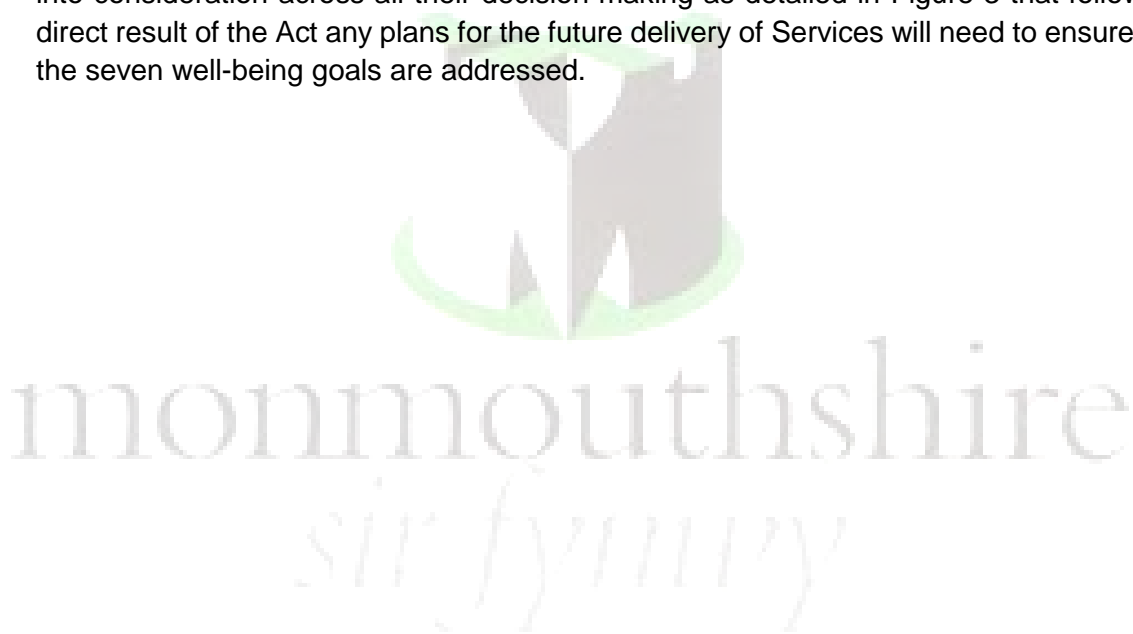 direct result of the Act any plans for the future delivery of Services will need to ensure
the seven well-being goals are addressed.
monmouthshire
sir fynwy